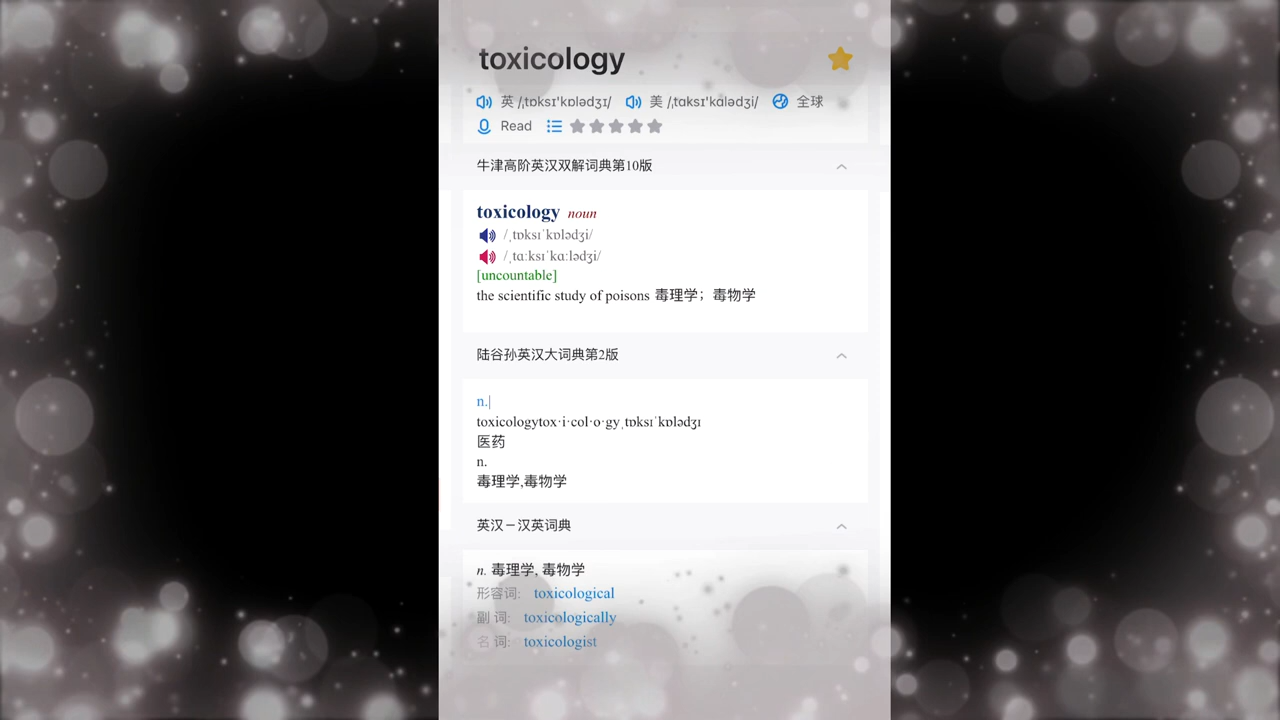 toxicology
英 /ˌtɒksɪˈkɒlədʒɪ/ 美 /ˌtɑksɪˈkɑlədʒi/ 全球
Read
牛津高阶英汉双解词典第10版
toxicology noun
/ˌtɒksɪˈkɒlədʒi/
/ˌtɑːksɪˈkɑːlədʒi/
[uncountable]
the scientific study of poisons 毒理学；毒物学
陆谷孙英汉大词典第2版
n.|
toxicologytox·i·col·o·gyˌtɒksɪˈkɒlədʒɪ
医药
n.
毒理学,毒物学
英汉－汉英词典
n. 毒理学, 毒物学
形容词: toxicological
副 词: toxicologically
名 词: toxicologist